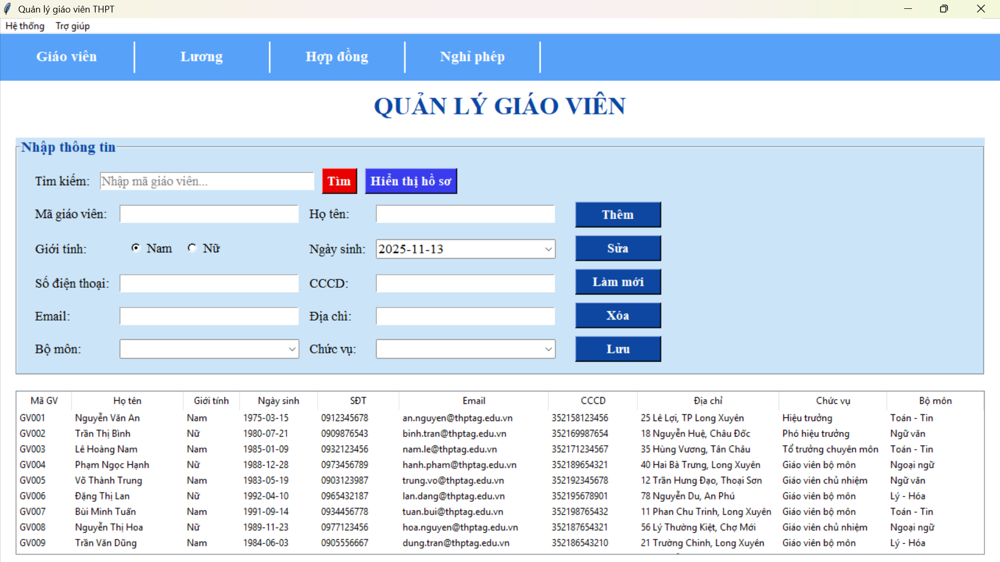 Quản lý giáo viên THPT
Hệ thống Trợ giúp
Giáo viên Lương Hợp đồng Nghỉ phép
QUẢN LÝ GIÁO VIÊN
Nhập thông tin
Tìm kiếm: Nhập mã giáo viên... Tìm Hiển thị hồ sơ
Mã giáo viên: Họ tên: Thêm
Giới tính: Nam Nữ Ngày sinh: 2025-11-13 Sửa
Số điện thoại: CCCD: Làm mới
Email: Địa chỉ: Xóa
Bộ môn: Chức vụ: Lưu
Mã GV Họ tên Giới tính Ngày sinh SĐT Email CCCD Địa chỉ Chức vụ Bộ môn
GV001 Nguyễn Văn An Nam 1975-03-15 0912345678 an.nguyen@thptag.edu.vn 352158123456 25 Lê Lợi, TP Long Xuyên Hiệu trưởng Toán - Tin
GV002 Trần Thị Bình Nữ 1980-07-21 0909876543 binh.tran@thptag.edu.vn 352169987654 18 Nguyễn Huệ, Châu Đốc Phó hiệu trưởng Ngữ văn
GV003 Lê Hoàng Nam Nam 1985-01-09 0932123456 nam.le@thptag.edu.vn 352171234567 35 Hùng Vương, Tân Châu Tổ trưởng chuyên môn Toán - Tin
GV004 Phạm Ngọc Hạnh Nữ 1988-12-28 0973456789 hanh.pham@thptag.edu.vn 352189654321 40 Hai Bà Trưng, Long Xuyên Giáo viên bộ môn Ngoại ngữ
GV005 Võ Thành Trung Nam 1983-05-19 0903123987 trung.vo@thptag.edu.vn 352192345678 12 Trần Hưng Đạo, Thoại Sơn Giáo viên chủ nhiệm Ngữ văn
GV006 Đặng Thị Lan Nữ 1992-04-10 0965432187 lan.dang@thptag.edu.vn 352195678901 78 Nguyễn Du, An Phú Giáo viên bộ môn Lý - Hóa
GV007 Bùi Minh Tuấn Nam 1991-09-14 0934456778 tuan.bui@thptag.edu.vn 352198765432 11 Phan Chu Trinh, Long Xuyên Giáo viên bộ môn Toán - Tin
GV008 Nguyễn Thị Hoa Nữ 1989-11-23 0977123456 hoa.nguyen@thptag.edu.vn 352187654321 56 Lý Thường Kiệt, Chợ Mới Giáo viên chủ nhiệm Ngoại ngữ
GV009 Trần Văn Dũng Nam 1984-06-03 0905556667 dung.tran@thptag.edu.vn 352186543210 21 Trường Chinh, Long Xuyên Giáo viên bộ môn Lý - Hóa